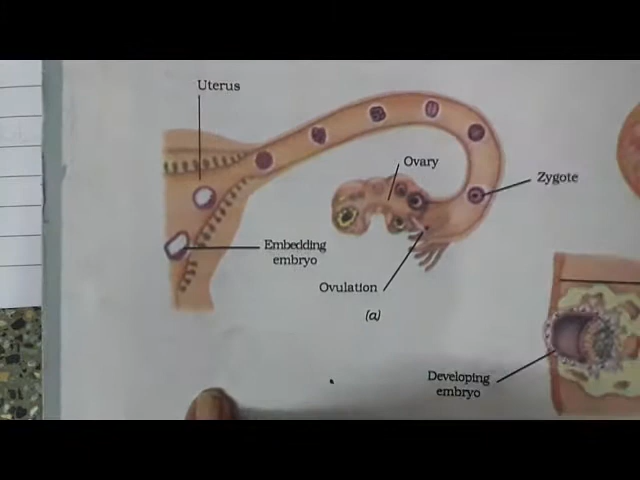 Uterus
Ovary
Zygote
Embedding
embryo
Ovulation
(a)
Developing
embryo